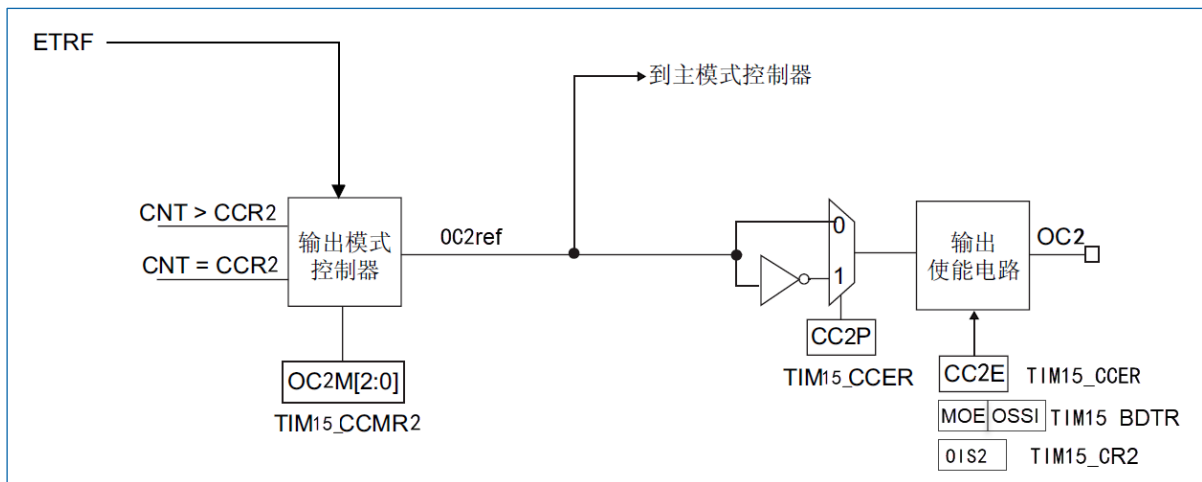 ETRF
到主模式控制器
CNT > CCR2
CNT = CCR2
输出模式
控制器
OC2ref
0
1
输出
使能电路
OC2
OC2M[2:0]
TIM15_CCMR2
CC2P
TIM15_CCER
CC2E TIM15_CCER
MOE OSSI TIM15 BDTR
OIS2 TIM15_CR2